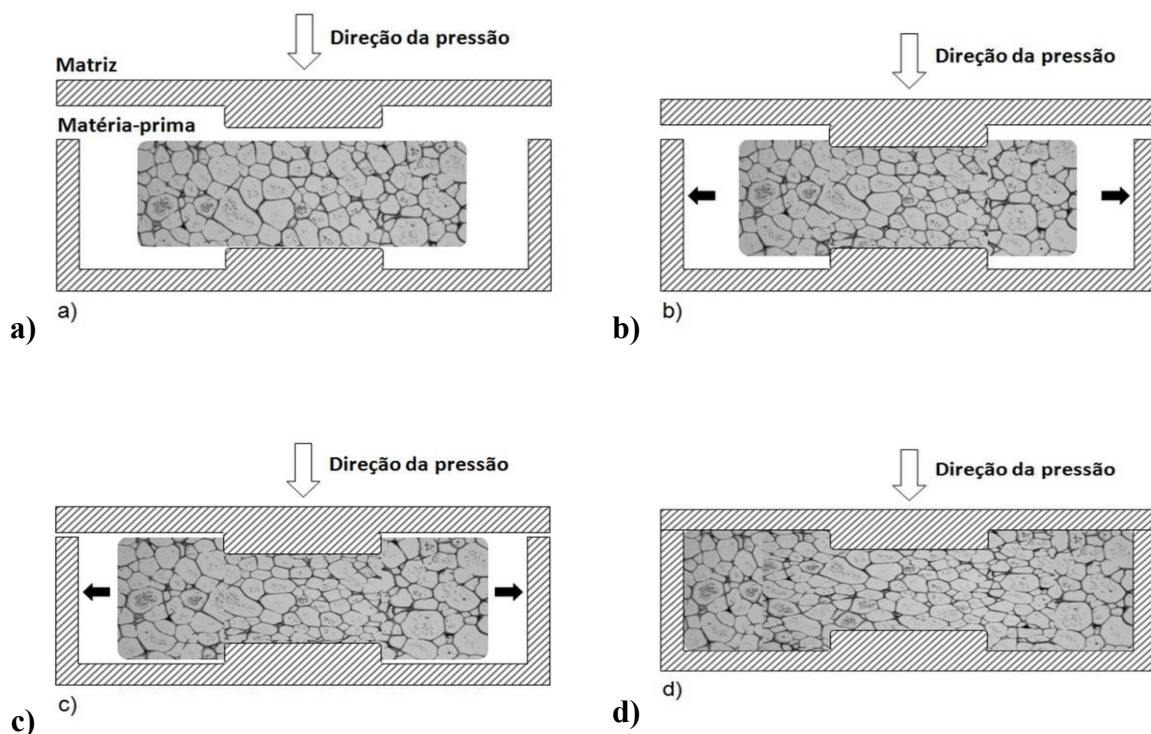 Direção da pressão
Matriz
Matéria-prima
a)
a)
Direção da pressão
b)
b)
Direção da pressão
c)
c)
Direção da pressão
d)
d)